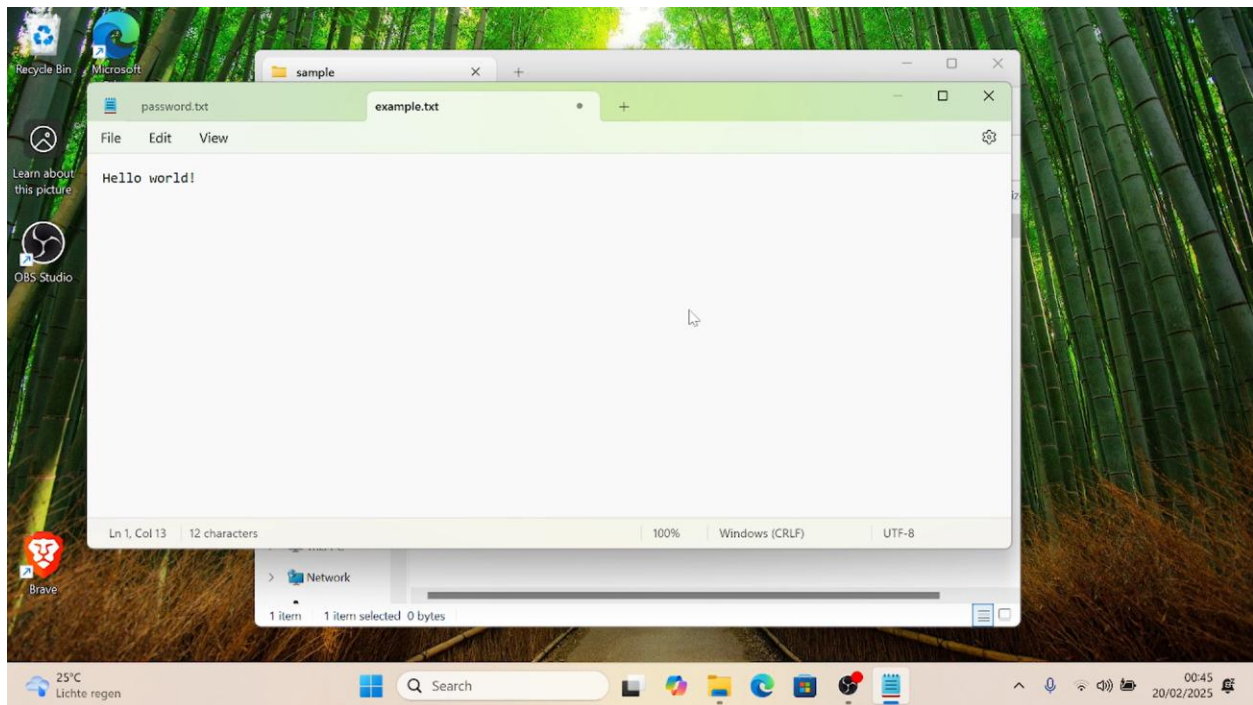 Recycle Bin
Microsoft
sample
password.txt
example.txt
File Edit View
Learn about
this picture
Hello world!
OBS Studio
Ln 1, Col 13 12 characters 100% Windows (CRLF) UTF-8
Brave
Network
1 item 1 item selected 0 bytes
25°C
Lichte regen
Search
00:45
20/02/2025